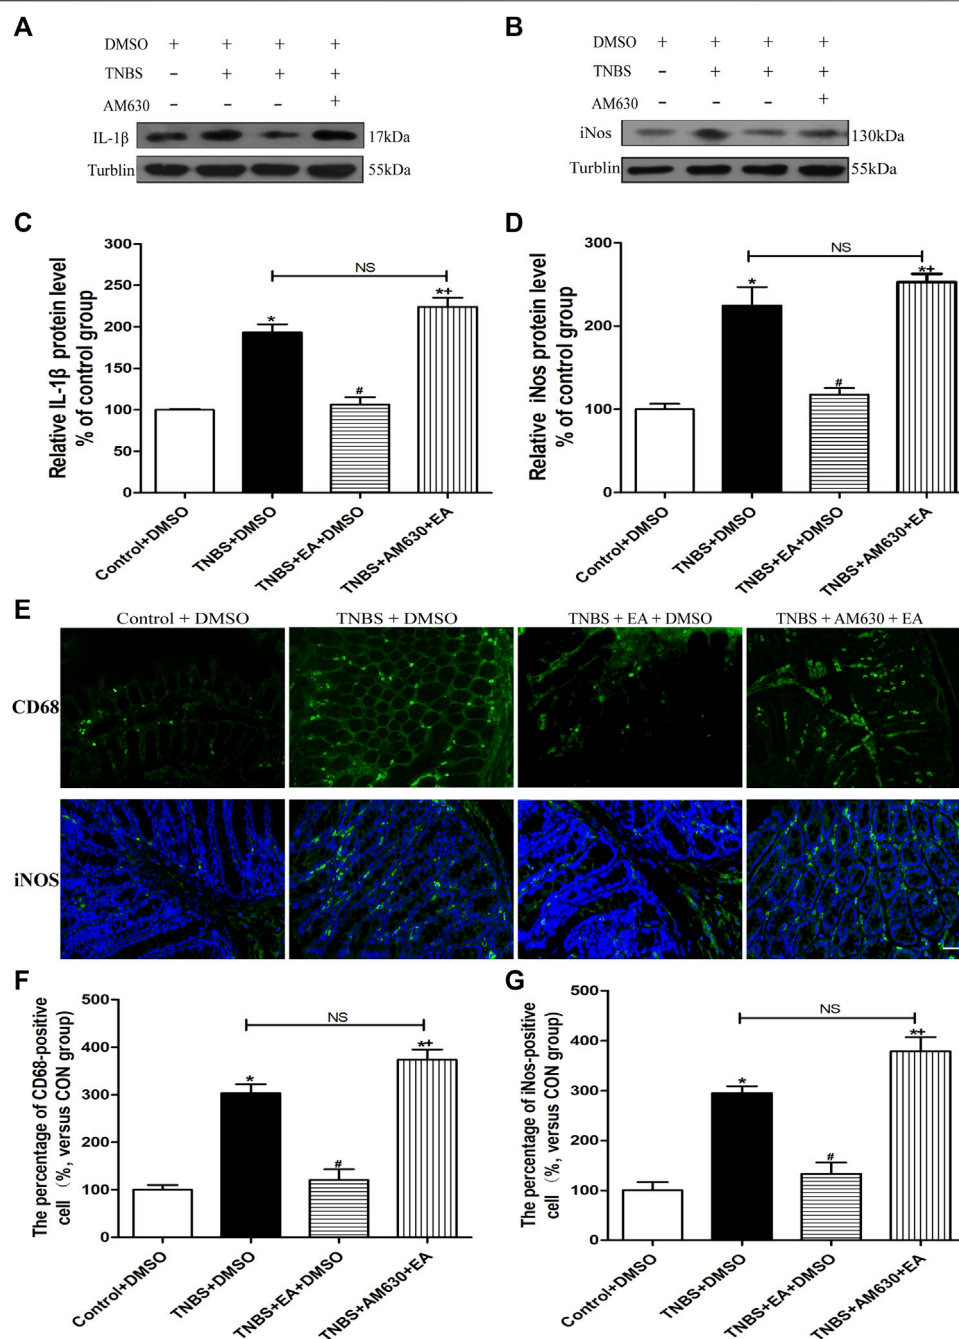 A
DMSO + + + +
TNBS - + + +
AM630 - - - +
IL-1β 17kDa
Turblin 55kDa
B
DMSO + + + +
TNBS - + + +
AM630 - - - +
iNos 130kDa
Turblin 55kDa
C
Relative IL-1β protein level
% of control group
300
250
200
150
100
50
0
NS
*
#
*+
Control+DMSO
TNBS+DMSO
TNBS+EA+DMSO
TNBS+AM630+EA
D
Relative iNos protein level
% of control group
300
200
100
0
NS
*
#
*+
Control+DMSO
TNBS+DMSO
TNBS+EA+DMSO
TNBS+AM630+EA
E
Control + DMSO TNBS + DMSO TNBS + EA + DMSO TNBS + AM630 + EA
CD68
iNOS
F
The percentage of CD68-positive
cell (%, versus CON group)
500
400
300
200
100
0
NS
*
#
*+
Control+DMSO
TNBS+DMSO
TNBS+EA+DMSO
TNBS+AM630+EA
G
The percentage of iNos-positive
cell (%, versus CON group)
500
400
300
200
100
0
NS
*
#
*+
Control+DMSO
TNBS+DMSO
TNBS+EA+DMSO
TNBS+AM630+EA